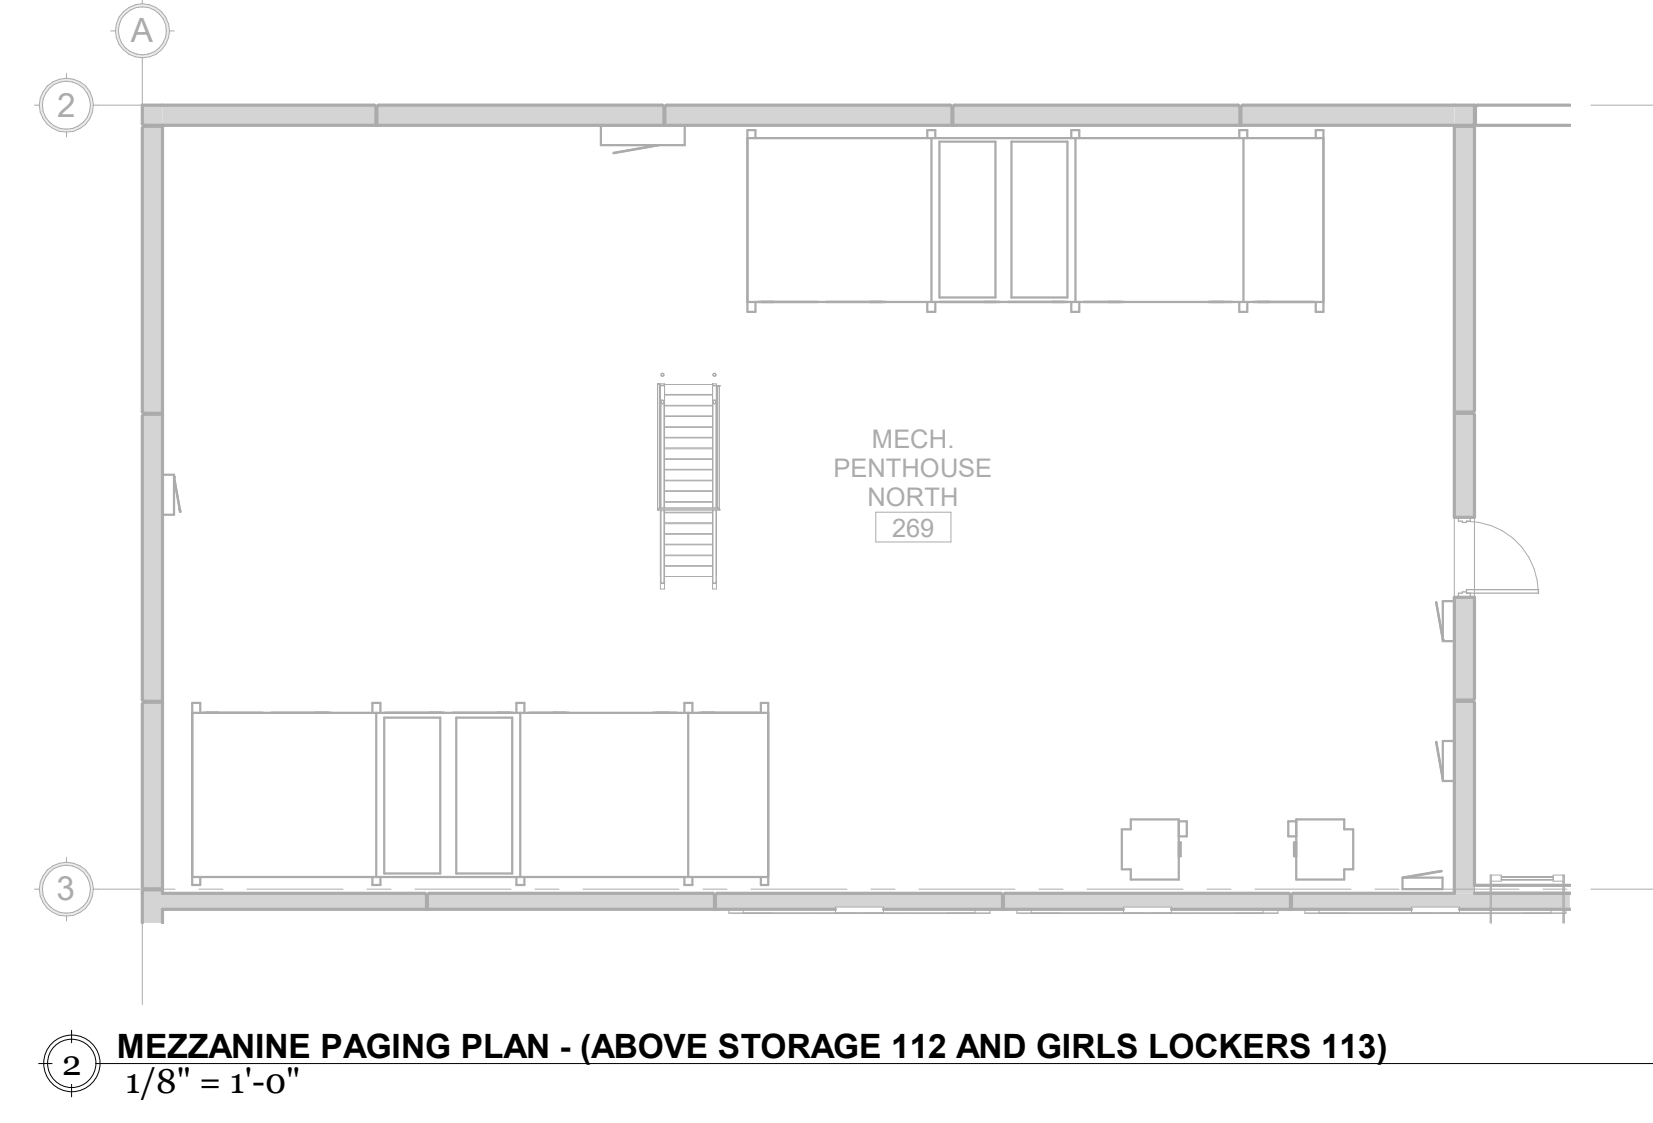 A
2
MECH.
PENTHOUSE
NORTH
269
3
2
MEZZANINE PAGING PLAN - (ABOVE STORAGE 112 AND GIRLS LOCKERS 113)
1/8" = 1'-0"